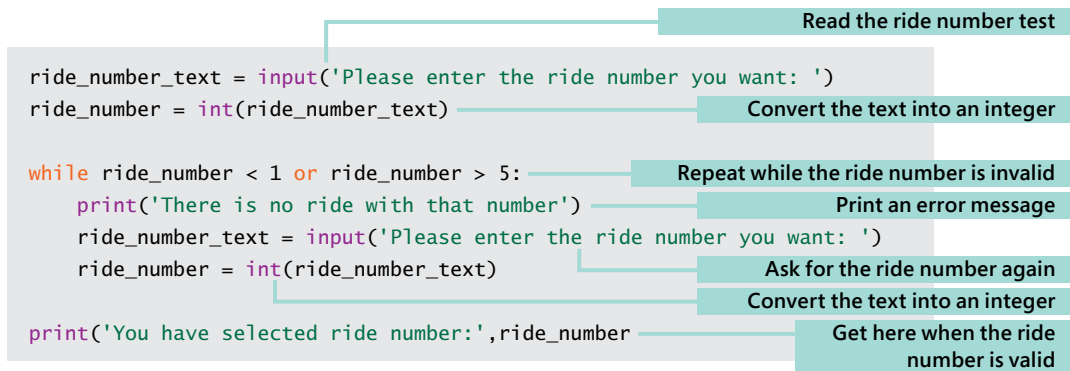 Read the ride number test
ride_number_text = input('Please enter the ride number you want: ')
ride_number = int(ride_number_text)
Convert the text into an integer
while ride_number < 1 or ride_number > 5:
Repeat while the ride number is invalid
    print('There is no ride with that number')
Print an error message
    ride_number_text = input('Please enter the ride number you want: ')
    ride_number = int(ride_number_text)
Ask for the ride number again
Convert the text into an integer
print('You have selected ride number:',ride_number
Get here when the ride
number is valid